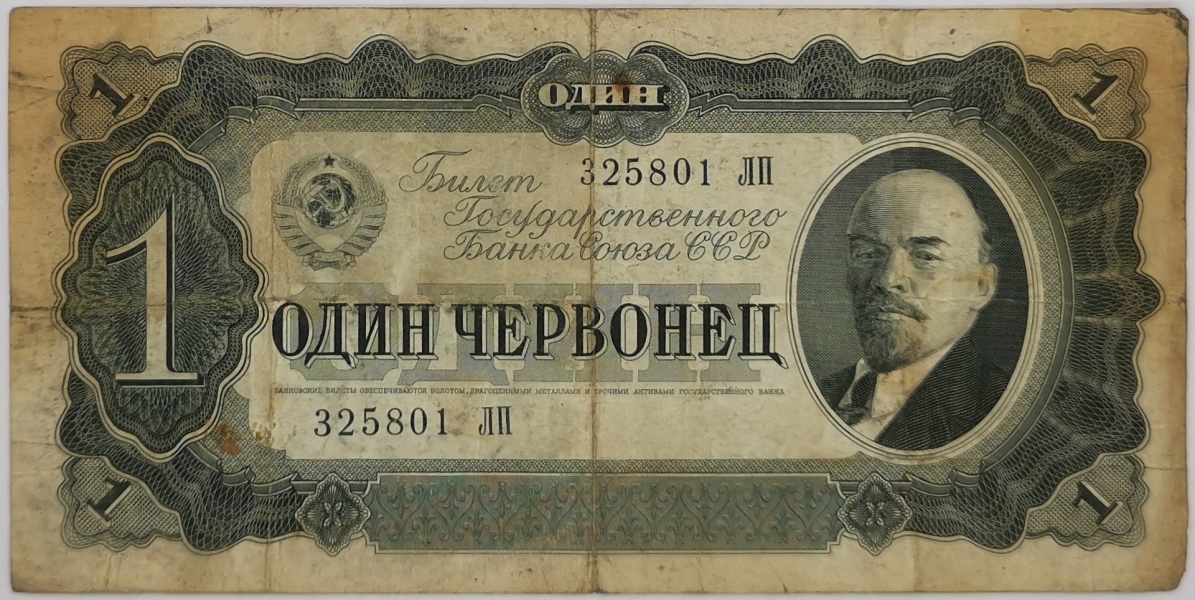 1
ОДИН
1
Билет 325801 ЛП
Государственного
Банка Союза ССР
1
ОДИН
ОДИН ЧЕРВОНЕЦ
БАНКОВСКИЕ БИЛЕТЫ ОБЕСПЕЧИВАЮТСЯ ЗОЛОТОМ, ДРАГОЦЕННЫМИ МЕТАЛЛАМИ И ПРОЧИМИ АКТИВАМИ ГОСУДАРСТВЕННОГО БАНКА
325801 ЛП
1
1